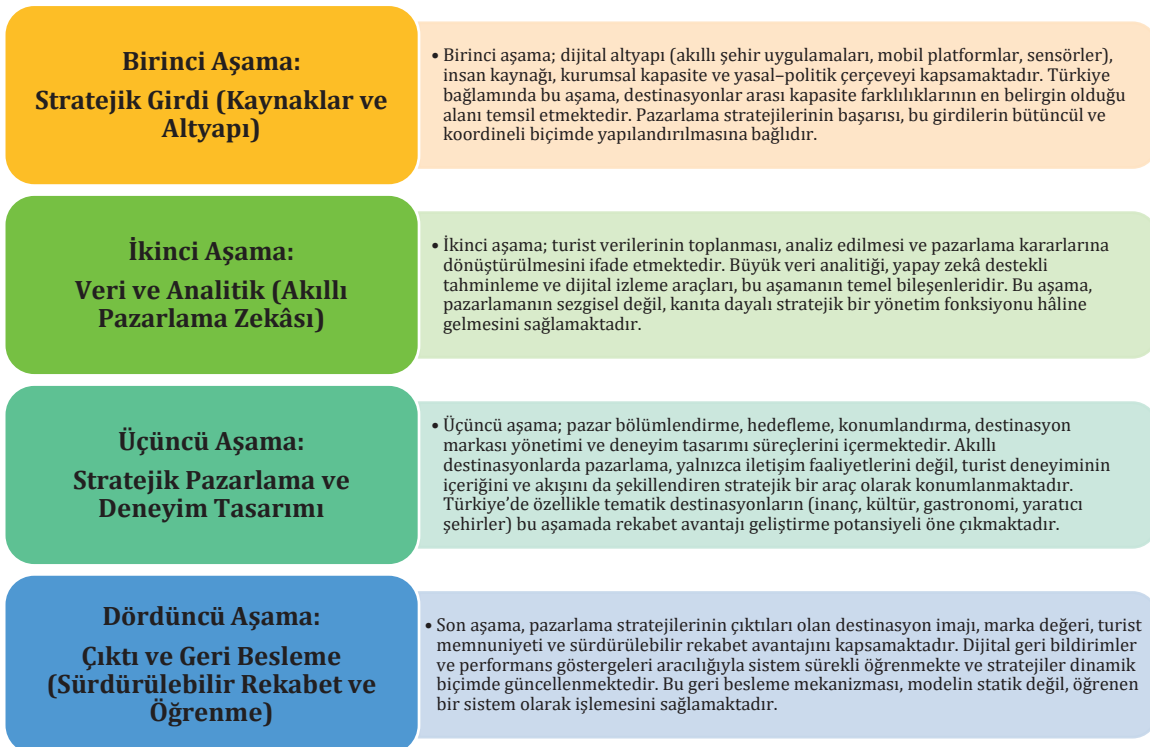 Birinci Aşama:
Stratejik Girdi (Kaynaklar ve
Altyapı)
• Birinci aşama; dijital altyapı (akıllı şehir uygulamaları, mobil platformlar, sensörler),
insan kaynağı, kurumsal kapasite ve yasal–politik çerçeveyi kapsamaktadır. Türkiye
bağlamında bu aşama, destinasyonlar arası kapasite farklılıklarının en belirgin olduğu
alanı temsil etmektedir. Pazarlama stratejilerinin başarısı, bu girdilerin bütüncül ve
koordineli biçimde yapılandırılmasına bağlıdır.
İkinci Aşama:
Veri ve Analitik (Akıllı
Pazarlama Zekâsı)
• İkinci aşama; turist verilerinin toplanması, analiz edilmesi ve pazarlama kararlarına
dönüştürülmesini ifade etmektedir. Büyük veri analitiği, yapay zekâ destekli
tahminleme ve dijital izleme araçları, bu aşamanın temel bileşenleridir. Bu aşama,
pazarlamanın sezgisel değil, kanıta dayalı stratejik bir yönetim fonksiyonu hâline
gelmesini sağlamaktadır.
Üçüncü Aşama:
Stratejik Pazarlama ve
Deneyim Tasarımı
• Üçüncü aşama; pazar bölümlendirme, hedefleme, konumlandırma, destinasyon
markası yönetimi ve deneyim tasarımı süreçlerini içermektedir. Akıllı
destinasyonlarda pazarlama, yalnızca iletişim faaliyetlerini değil, turist deneyiminin
içeriğini ve akışını da şekillendiren stratejik bir araç olarak konumlanmaktadır.
Türkiye’de özellikle tematik destinasyonların (inanç, kültür, gastronomi, yaratıcı
şehirler) bu aşamada rekabet avantajı geliştirme potansiyeli öne çıkmaktadır.
Dördüncü Aşama:
Çıktı ve Geri Besleme
(Sürdürülebilir Rekabet ve
Öğrenme)
• Son aşama, pazarlama stratejilerinin çıktıları olan destinasyon imajı, marka değeri, turist
memnuniyeti ve sürdürülebilir rekabet avantajını kapsamaktadır. Dijital geri bildirimler
ve performans göstergeleri aracılığıyla sistem sürekli öğrenmekte ve stratejiler dinamik
biçimde güncellenmektedir. Bu geri besleme mekanizması, modelin statik değil, öğrenen
bir sistem olarak işlemesini sağlamaktadır.